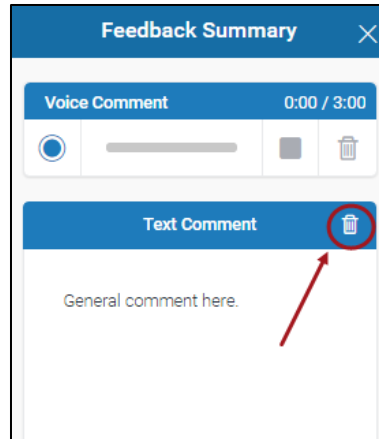 Feedback Summary
Voice Comment 0:00 / 3:00
Text Comment
General comment here.